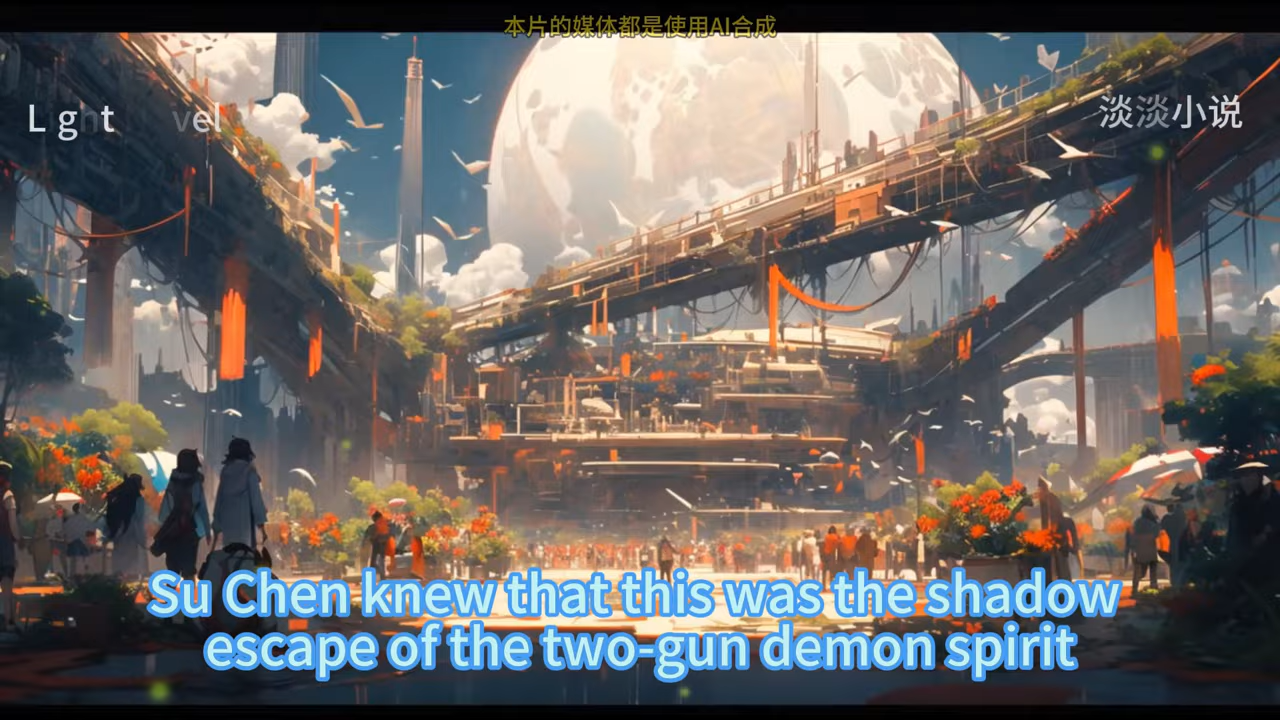 本片的媒体都是使用AI合成
淡淡小说
Su Chen knew that this was the shadow
escape of the two-gun demon spirit